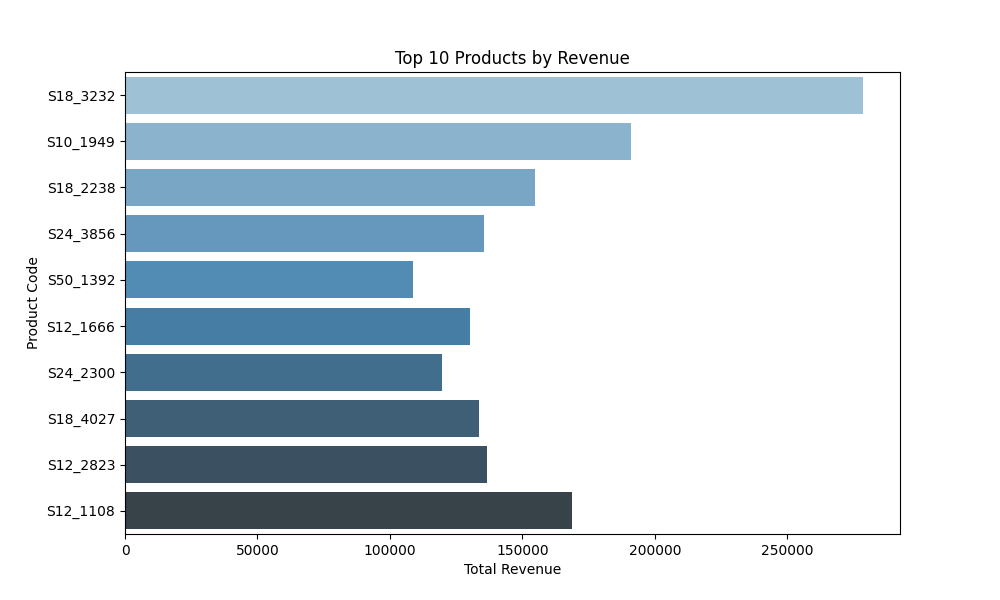 Top 10 Products by Revenue
Product Code
S18_3232
S10_1949
S18_2238
S24_3856
S50_1392
S12_1666
S24_2300
S18_4027
S12_2823
S12_1108
0 50000 100000 150000 200000 250000
Total Revenue